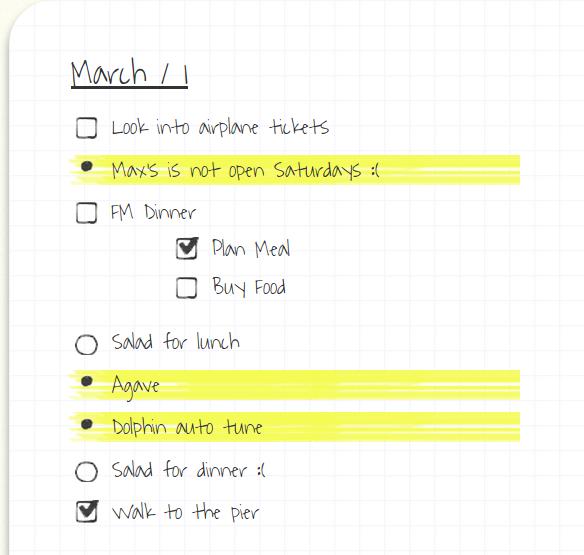 March / 1
Look into airplane tickets
Max's is not open Saturdays :(
FM Dinner
Plan Meal
Buy Food
Salad for lunch
Agave
Dolphin auto tune
Salad for dinner :(
Walk to the pier